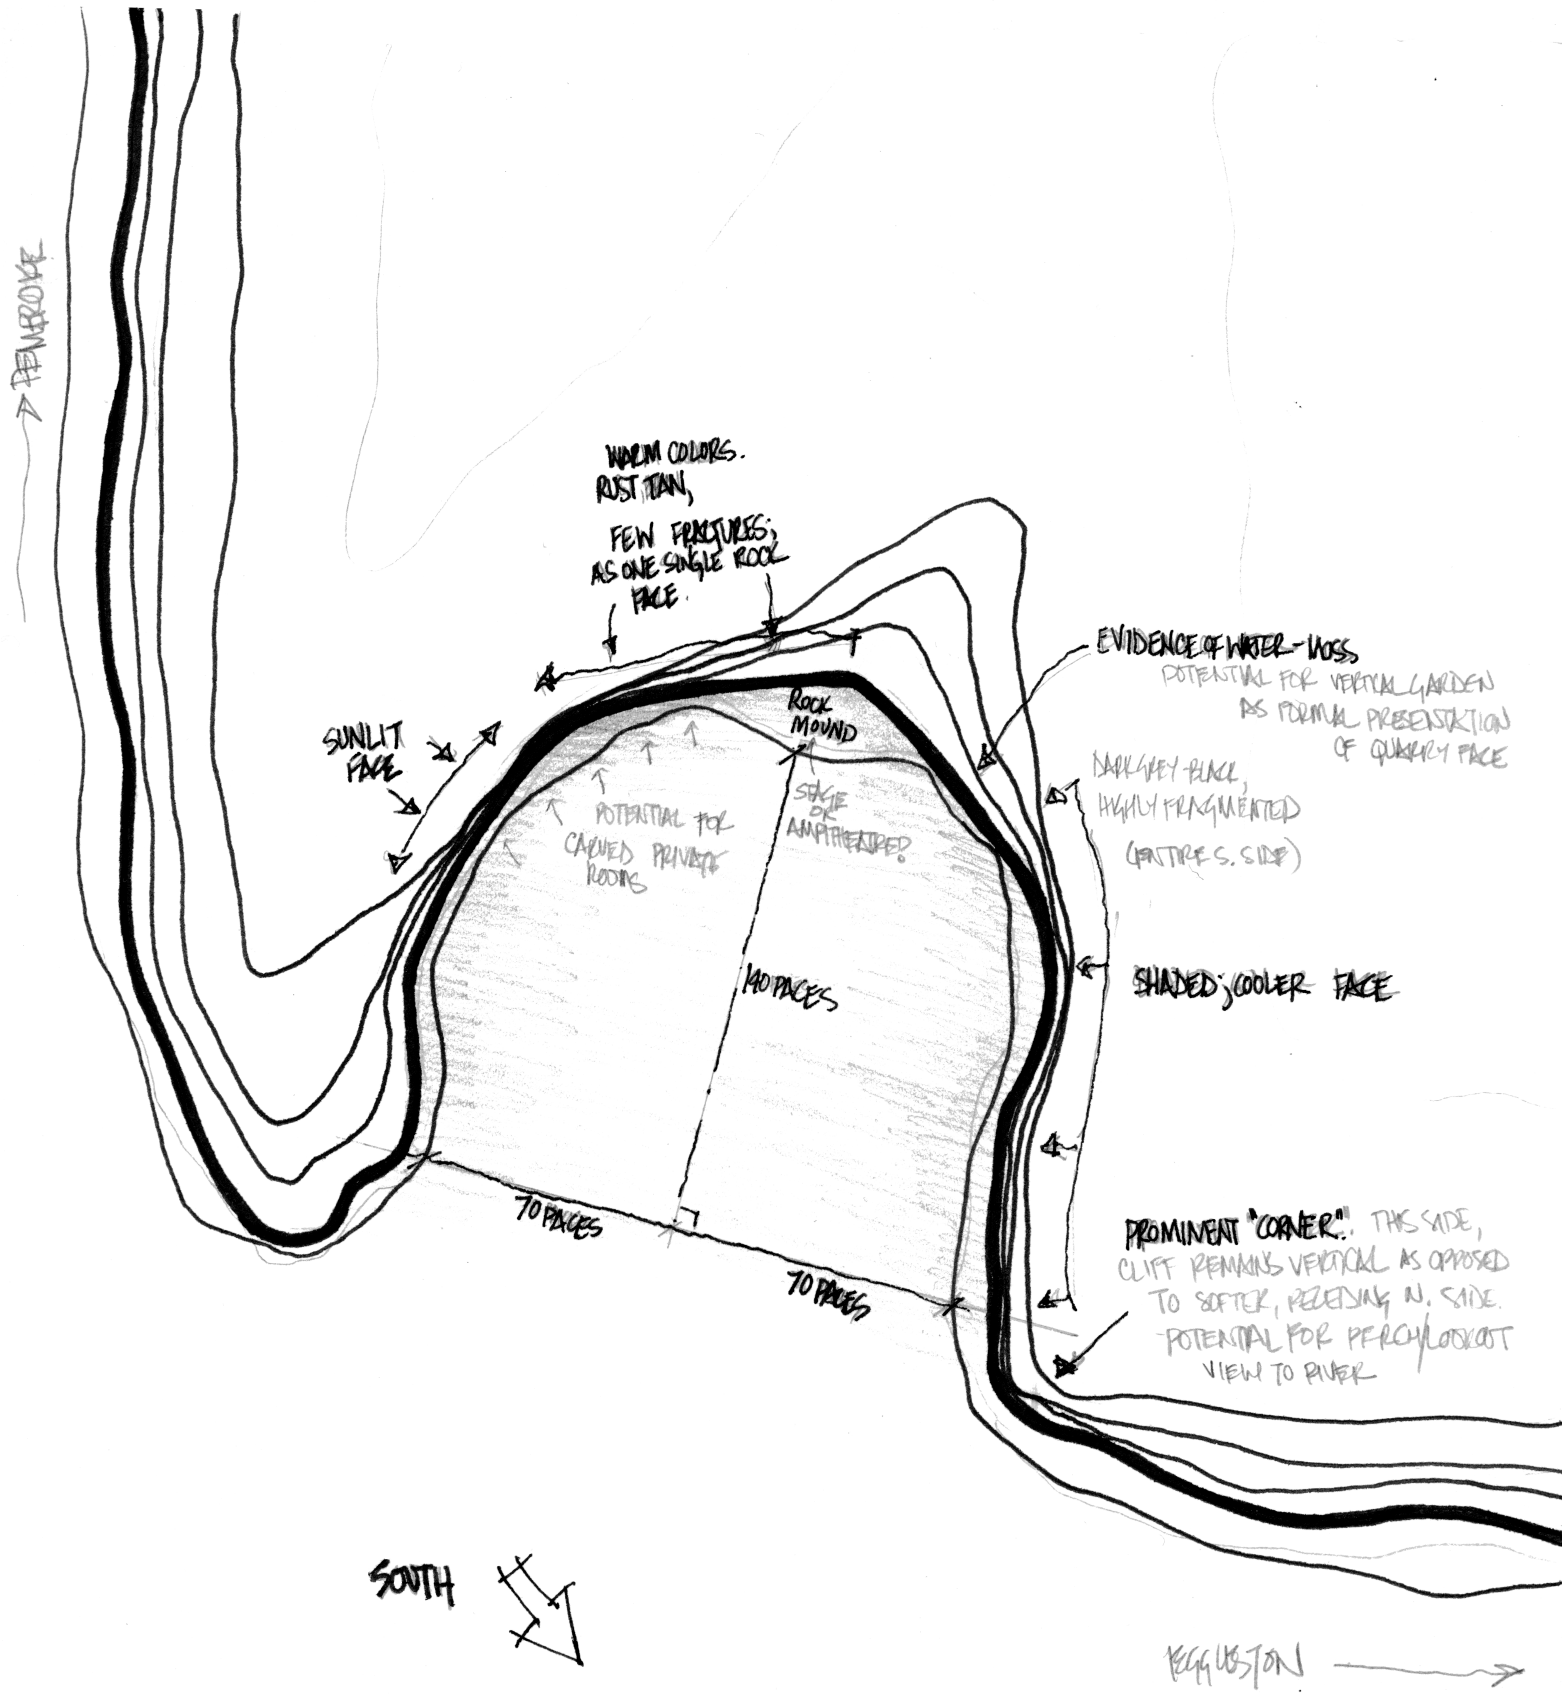 PEMBROKE
WARM COLORS.
RUST, TAN,
FEW FRACTURES;
AS ONE SINGLE ROCK
FACE.
SUNLIT
FACE
ROCK
MOUND
STAGE
OR
AMPITHEATRE?
POTENTIAL FOR
CARVED PRIVATE
ROOMS
EVIDENCE OF WATER-MOSS
POTENTIAL FOR VERTICAL GARDEN
AS FORMAL PRESENTATION
OF QUARRY FACE
DARK GREY-BLACK,
HIGHLY FRAGMENTED
(ENTIRE S. SIDE)
SHADED; COOLER FACE
140 PACES
70 PACES
70 PACES
PROMINENT "CORNER". THIS SIDE,
CLIFF REMAINS VERTICAL AS OPPOSED
TO SOFTER, RECEDING N. SIDE.
POTENTIAL FOR PERCH/LOOKOUT
VIEW TO RIVER
SOUTH
EGGLESTON